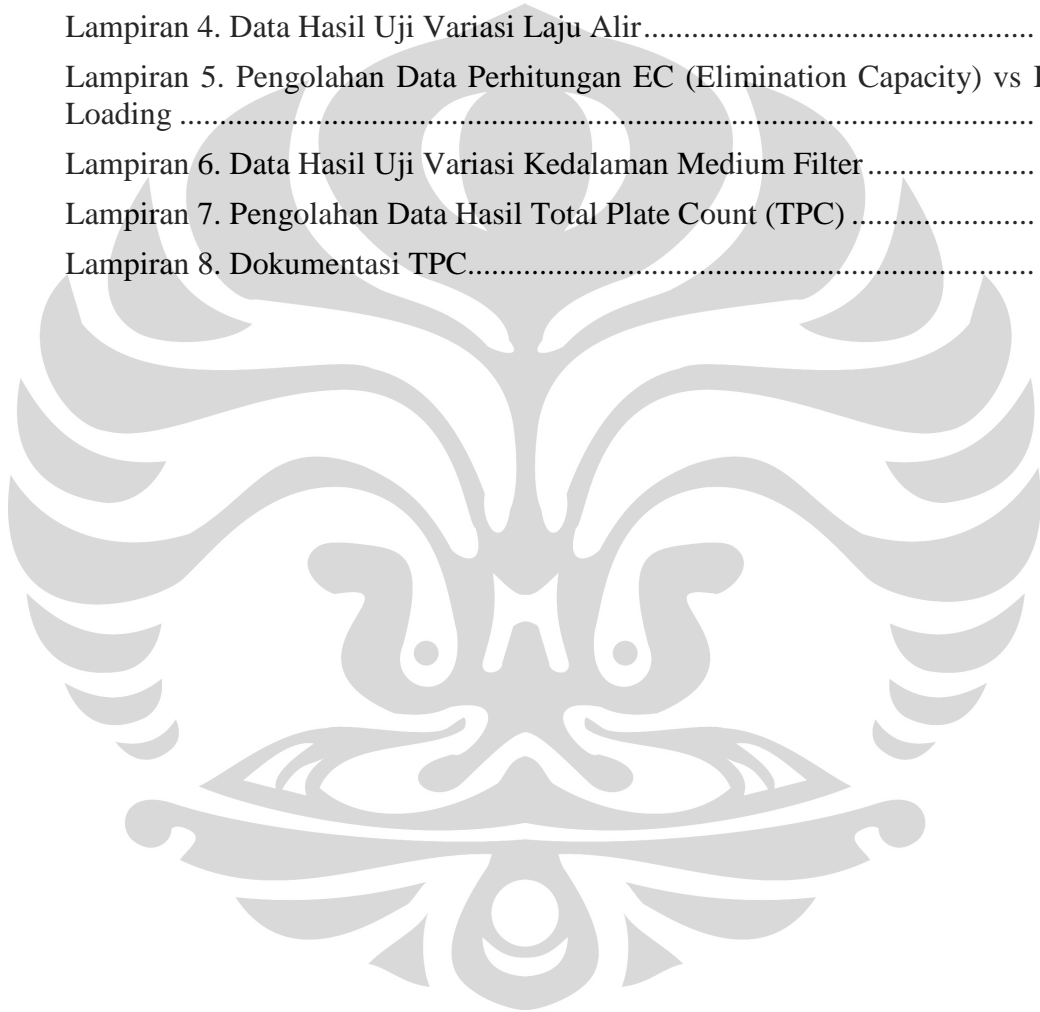 Lampiran 4. Data Hasil Uji Variasi Laju Alir.................................................
Lampiran 5. Pengolahan Data Perhitungan EC (Elimination Capacity) vs
Loading ...........................................................................................................
Lampiran 6. Data Hasil Uji Variasi Kedalaman Medium Filter .....................
Lampiran 7. Pengolahan Data Hasil Total Plate Count (TPC) .......................
Lampiran 8. Dokumentasi TPC.......................................................................